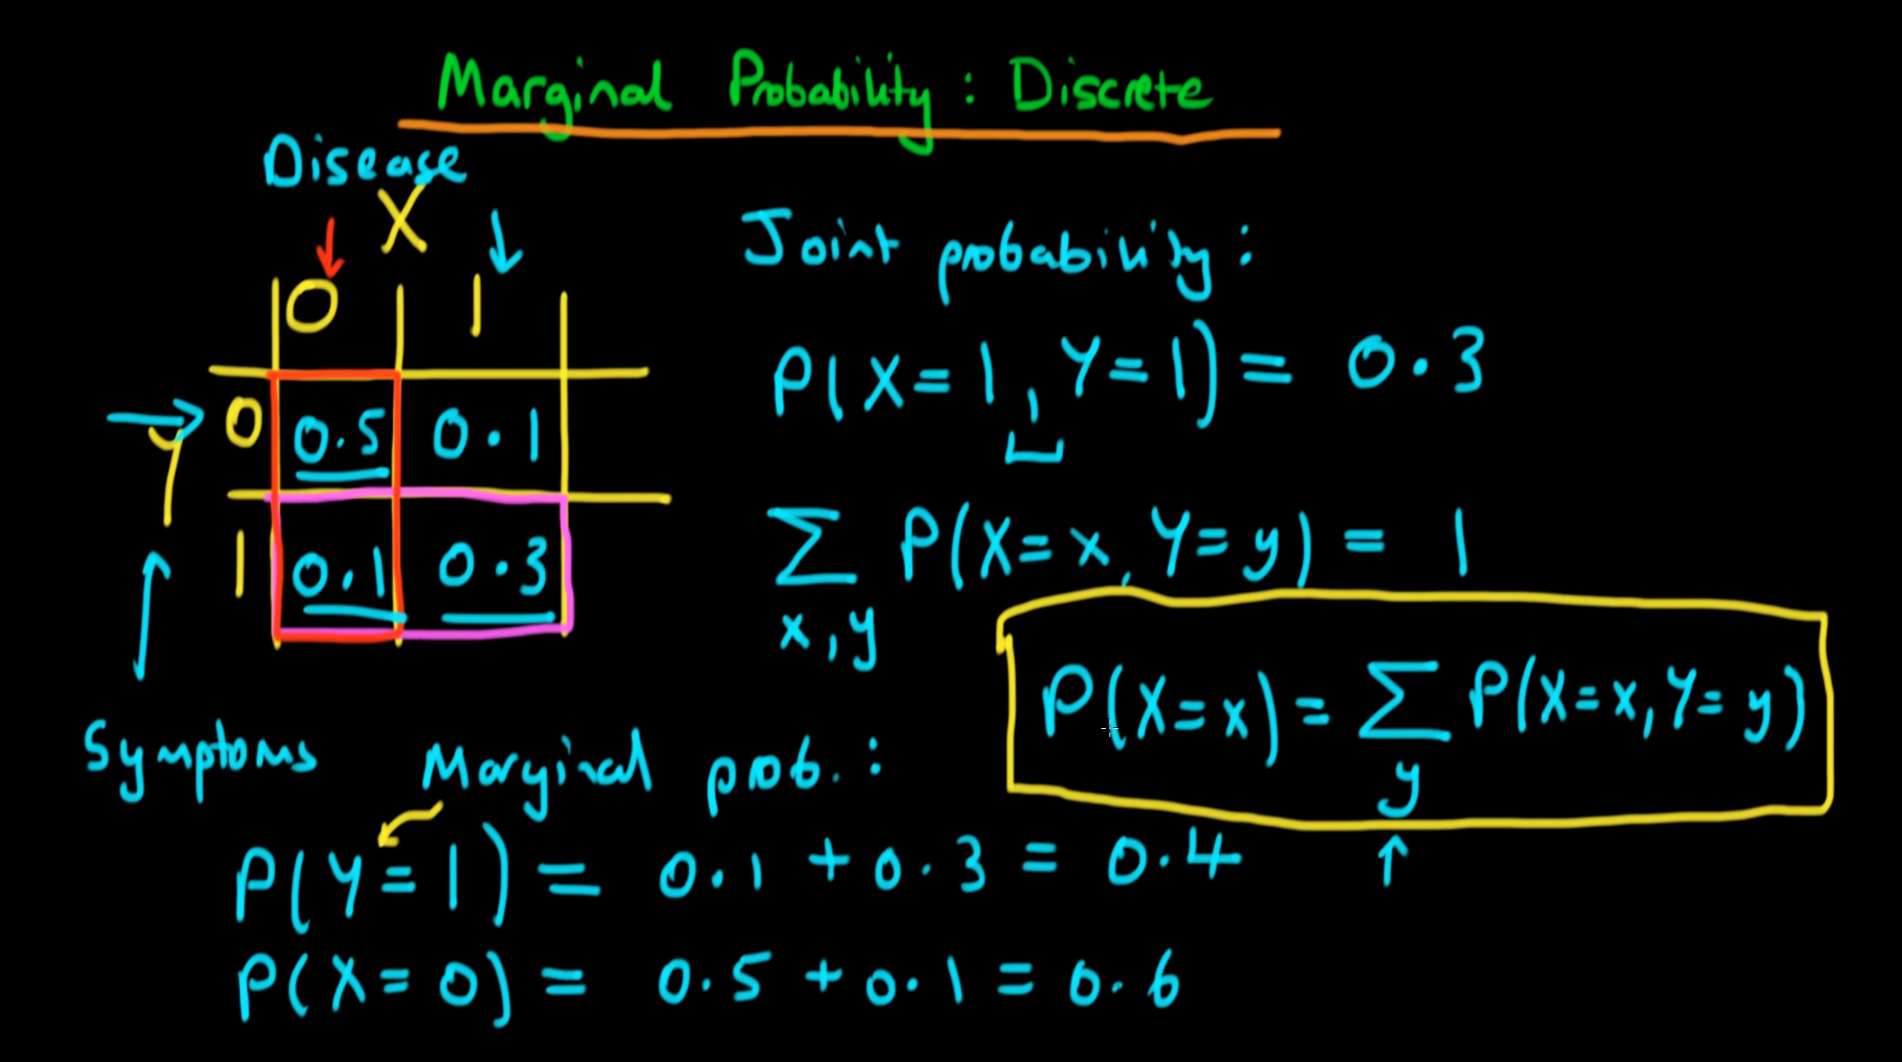 Marginal Probability: Discrete
Disease
X
0 1
Y 0 0.5 0.1
1 0.1 0.3
Symptoms
Joint probability:
P(X=1, Y=1) = 0.3
∑ P(X=x, Y=y) = 1
x,y
P(X=x) = ∑ P(X=x, Y=y)
y
Marginal prob.:
P(Y=1) = 0.1 + 0.3 = 0.4
P(X=0) = 0.5 + 0.1 = 0.6